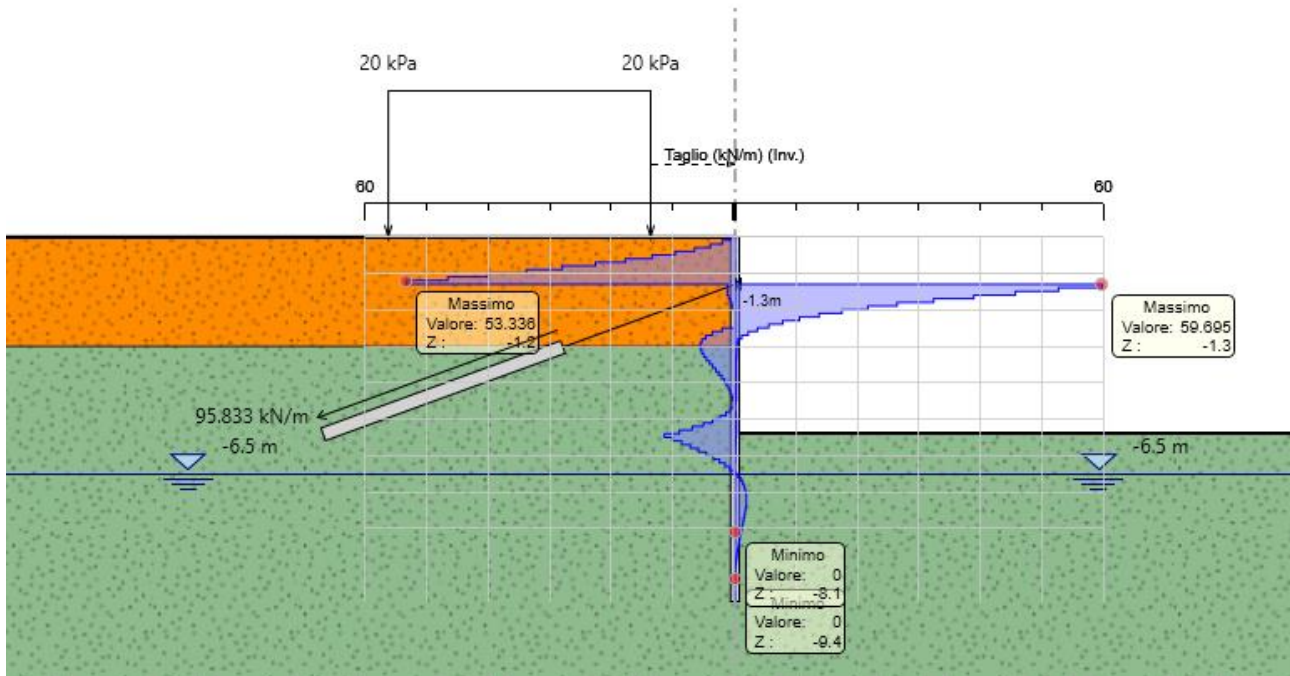 20 kPa
20 kPa
Taglio (kN/m) (Inv.)
60
60
-1.3m
Massimo
Valore: 53.336
Z : -1.2
Massimo
Valore: 59.695
Z : -1.3
95.833 kN/m
-6.5 m
-6.5 m
Minimo
Valore: 0
Z : -8.1
Minimo
Valore: 0
Z : -9.4